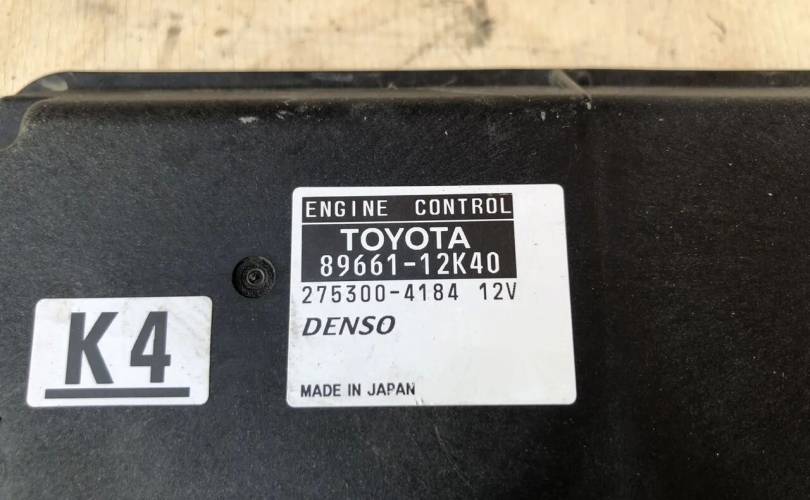 ENGINE CONTROL
TOYOTA
89661-12K40
275300-4184 12V
DENSO
MADE IN JAPAN
K4